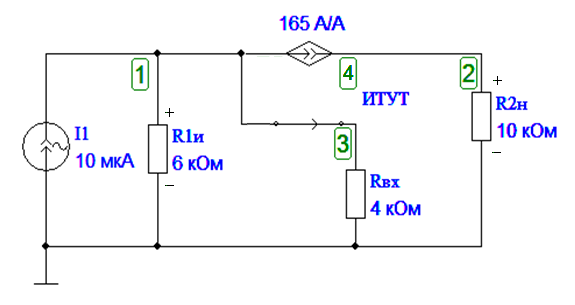 165 А/А
1
4
2
ИТУТ
+
I1
10 мкА
+
R1и
6 кОм
−
3
+
R2н
10 кОм
−
Rвх
4 кОм